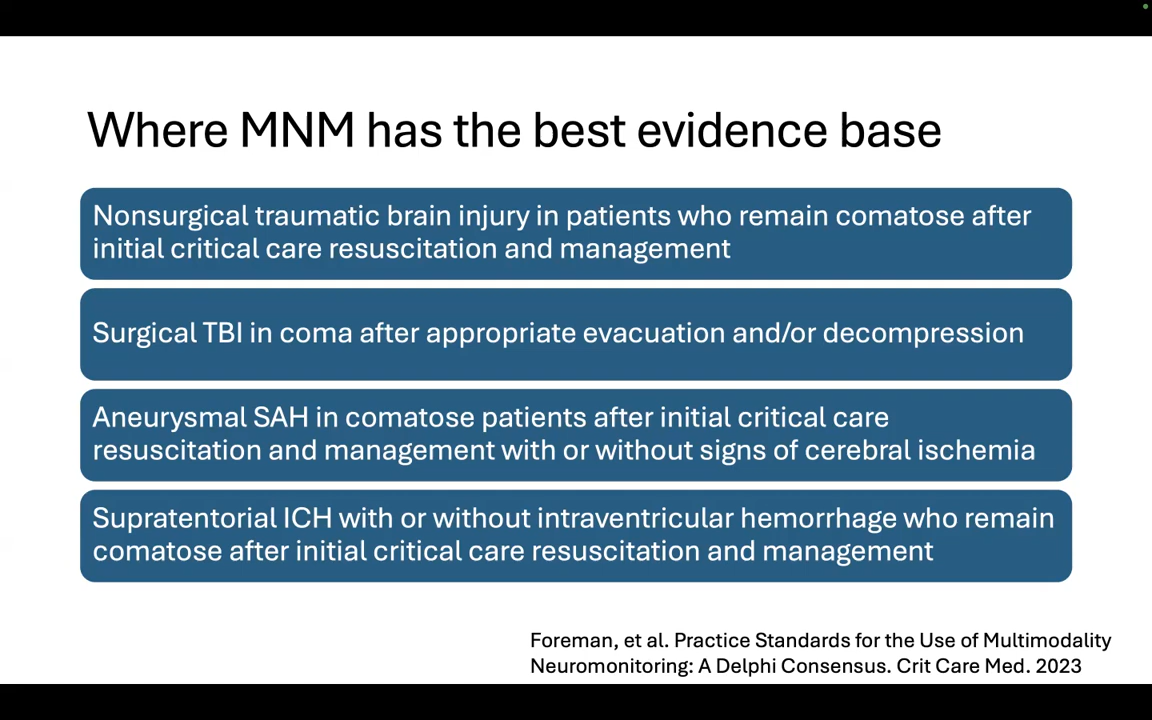 Where MNM has the best evidence base
Nonsurgical traumatic brain injury in patients who remain comatose after
initial critical care resuscitation and management
Surgical TBI in coma after appropriate evacuation and/or decompression
Aneurysmal SAH in comatose patients after initial critical care
resuscitation and management with or without signs of cerebral ischemia
Supratentorial ICH with or without intraventricular hemorrhage who remain
comatose after initial critical care resuscitation and management
Foreman, et al. Practice Standards for the Use of Multimodality
Neuromonitoring: A Delphi Consensus. Crit Care Med. 2023